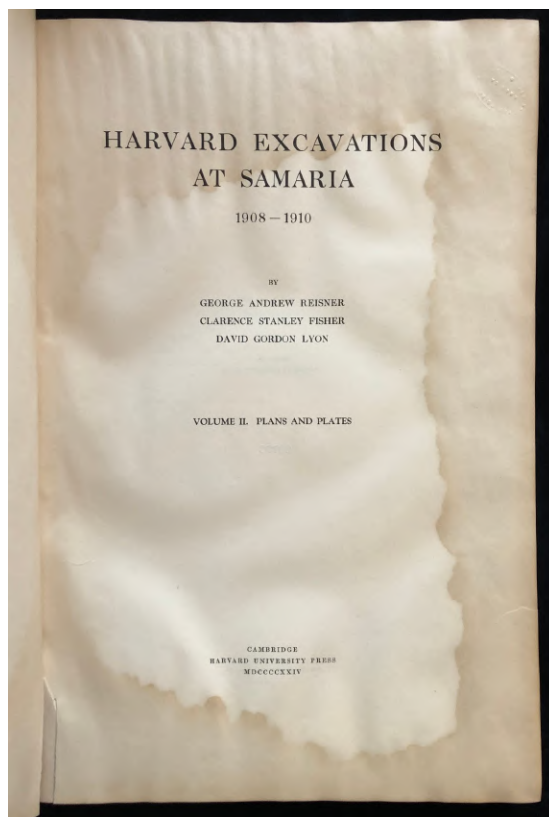 HARVARD EXCAVATIONS
AT SAMARIA
1908 — 1910
BY
GEORGE ANDREW REISNER
CLARENCE STANLEY FISHER
DAVID GORDON LYON
VOLUME II. PLANS AND PLATES
CAMBRIDGE
HARVARD UNIVERSITY PRESS
MDCCCCXXIV